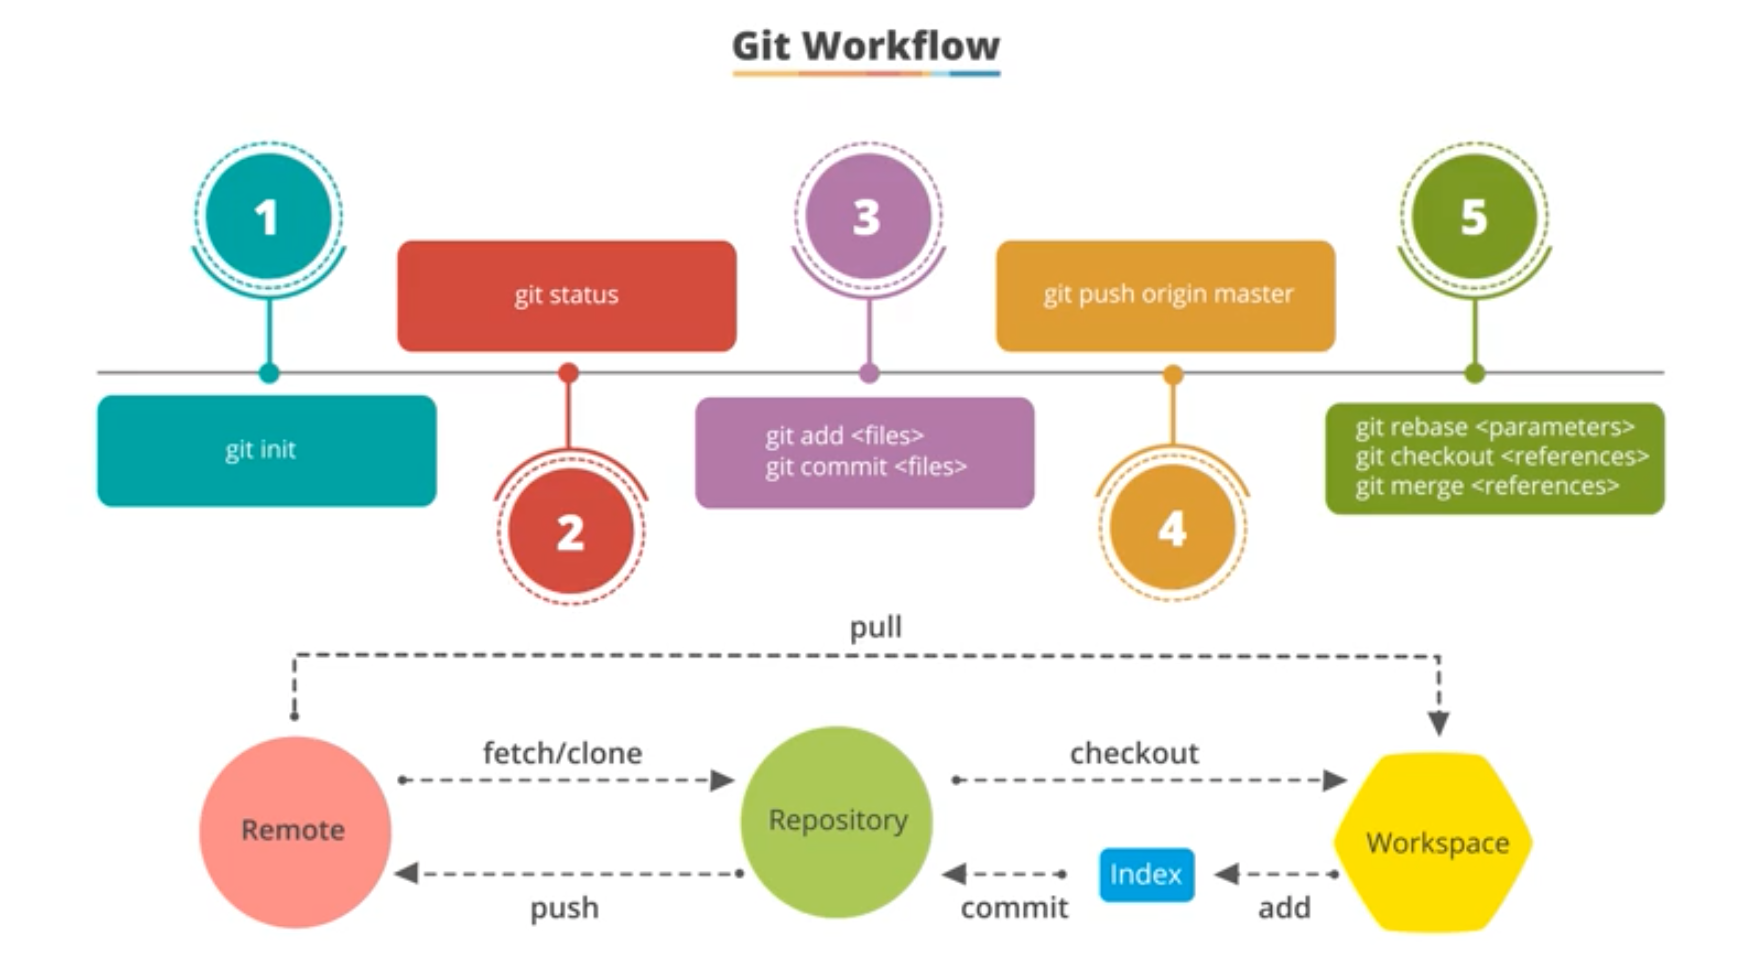 Git Workflow
1
git init
2
git status
3
git add <files>
git commit <files>
4
git push origin master
5
git rebase <parameters>
git checkout <references>
git merge <references>
pull
fetch/clone
checkout
Remote
Repository
Workspace
Index
push
commit
add